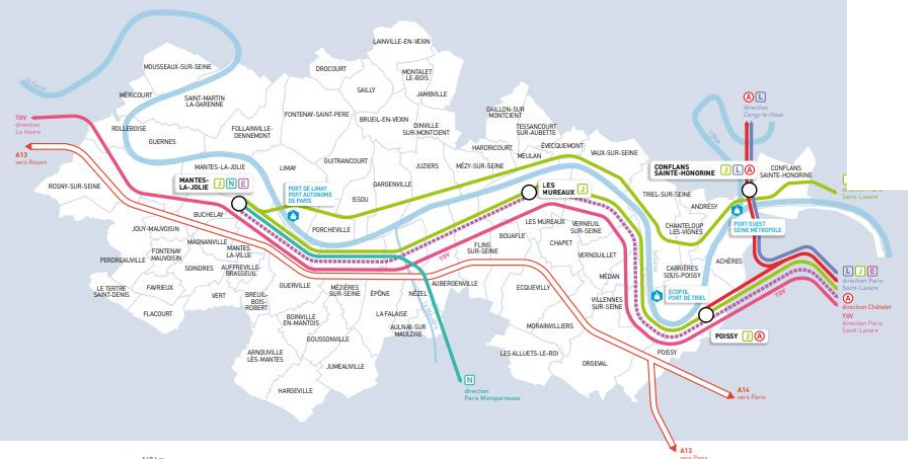 LAINVILLE-EN-VEXIN
MOUSSEAUX-SUR-SEINE
DROCOURT
MONTALET
LE-BOIS
SAILLY
JAMBVILLE
MÉRICOURT
SAINT-MARTIN
LA-GARENNE
TGV
direction
Le Havre
ROLLEBOISE
GUERNES
FOLLAINVILLE-
DENNEMONT
FONTENAY-SAINT-PERE
BRUEIL-EN-VEXIN
OINVILLE
SUR-MONTCIENT
GAILLON-SUR
MONTCIENT
TESSANCOURT
SUR-AUBETTE
HARDRICOURT
ÉVECQUEMONT
MEULAN
VAUX-SUR-SEINE
A L
direction
Cergy-le-Haut
L'Oise
A13
vers Rouen
MANTES-LA-JOLIE
LIMAY
GUITRANCOURT
JUZIERS
MÉZY-SUR-SEINE
CONFLANS
SAINTE-HONORINE J L A
CONFLANS
SAINTE-HONORINE
Saint-Lazare
ROSNY-SUR-SEINE
MANTES-
LA-JOLIE J N E
PORT DE LIMAY
PORT AUTONOME
DE PARIS
ISSOU
GARGENVILLE
LES
MUREAUX J
TRIEL-SUR-SEINE
ANDRÉSY
BUCHELAY
PORCHEVILLE
LES MUREAUX
VERNEUIL
SUR-SEINE
CHANTELOUP
LES-VIGNES
PORT OUEST
SEINE MÉTROPOLE
JOUY-MAUVOISIN
MAGNANVILLE
MANTES
LA-VILLE
FONTENAY
MAUVOISIN
PERDREAUVILLE
SOINDRES
AUFFREVILLE-
BRASSEUIL
TGV
FLINS
SUR-SEINE
BOUAFLE
CHAPET
VERNOUILLET
CARRIÈRES
SOUS-POISSY
ACHÈRES
L J E
direction Paris
Saint-Lazare
LE TERTRE
SAINT-DENIS
FAVRIEUX
VERT
BREUIL-
BOIS-
ROBERT
GUERVILLE
MÉZIÈRES
SUR-SEINE
ÉPÔNE
NÉZEL
AUBERGENVILLE
ECQUEVILLY
MÉDAN
VILLENNES
SUR-SEINE
ECOPOL
PORT DE TRIEL
TGV
A
direction Châtelet
TGV
direction Paris
Saint-Lazare
FLACOURT
BOINVILLE
EN-MANTOIS
LA FALAISE
AULNAY-SUR
MAULDRE
MORAINVILLIERS
POISSY J A
GOUSSONVILLE
ARNOUVILLE
LÈS-MANTES
JUMEAUVILLE
LES ALLUETS-LE-ROI
ORGEVAL
POISSY
HARGEVILLE
N
direction
Paris Montparnasse
A14
vers Paris
A13
vers Paris